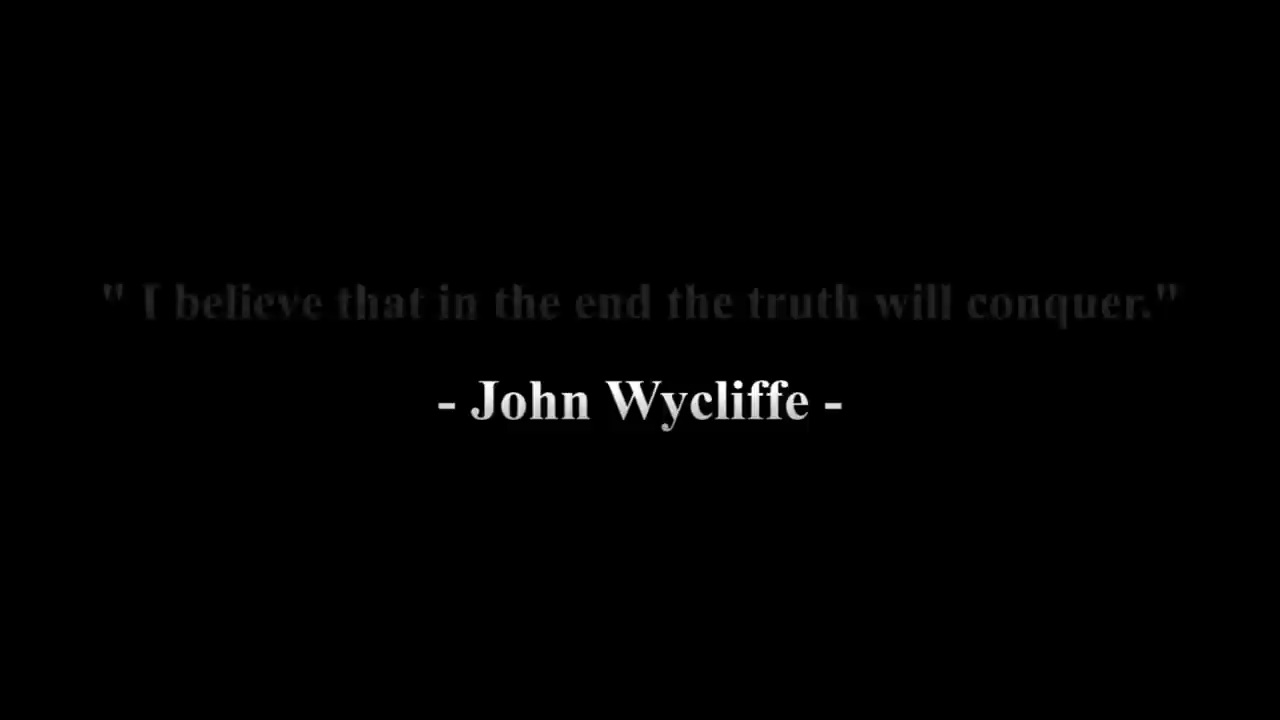 " I believe that in the end the truth will conquer."
- John Wycliffe -